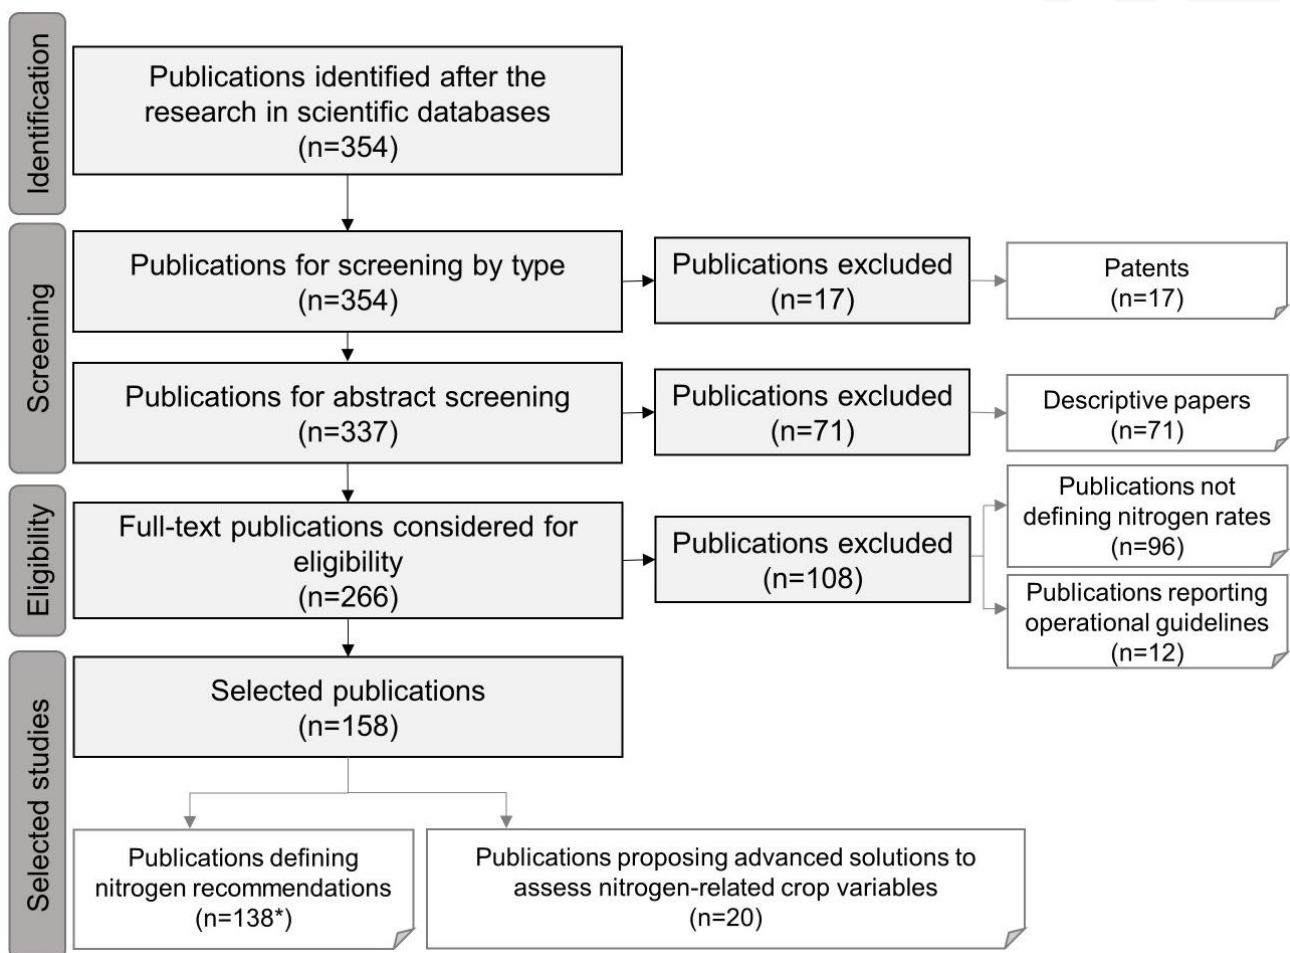 Identification
Publications identified after the
research in scientific databases
(n=354)
Screening
Publications for screening by type
(n=354)
Publications excluded
(n=17)
Patents
(n=17)
Publications for abstract screening
(n=337)
Publications excluded
(n=71)
Descriptive papers
(n=71)
Eligibility
Full-text publications considered for
eligibility
(n=266)
Publications excluded
(n=108)
Publications not
defining nitrogen rates
(n=96)
Publications reporting
operational guidelines
(n=12)
Selected studies
Selected publications
(n=158)
Publications defining
nitrogen recommendations
(n=138*)
Publications proposing advanced solutions to
assess nitrogen-related crop variables
(n=20)